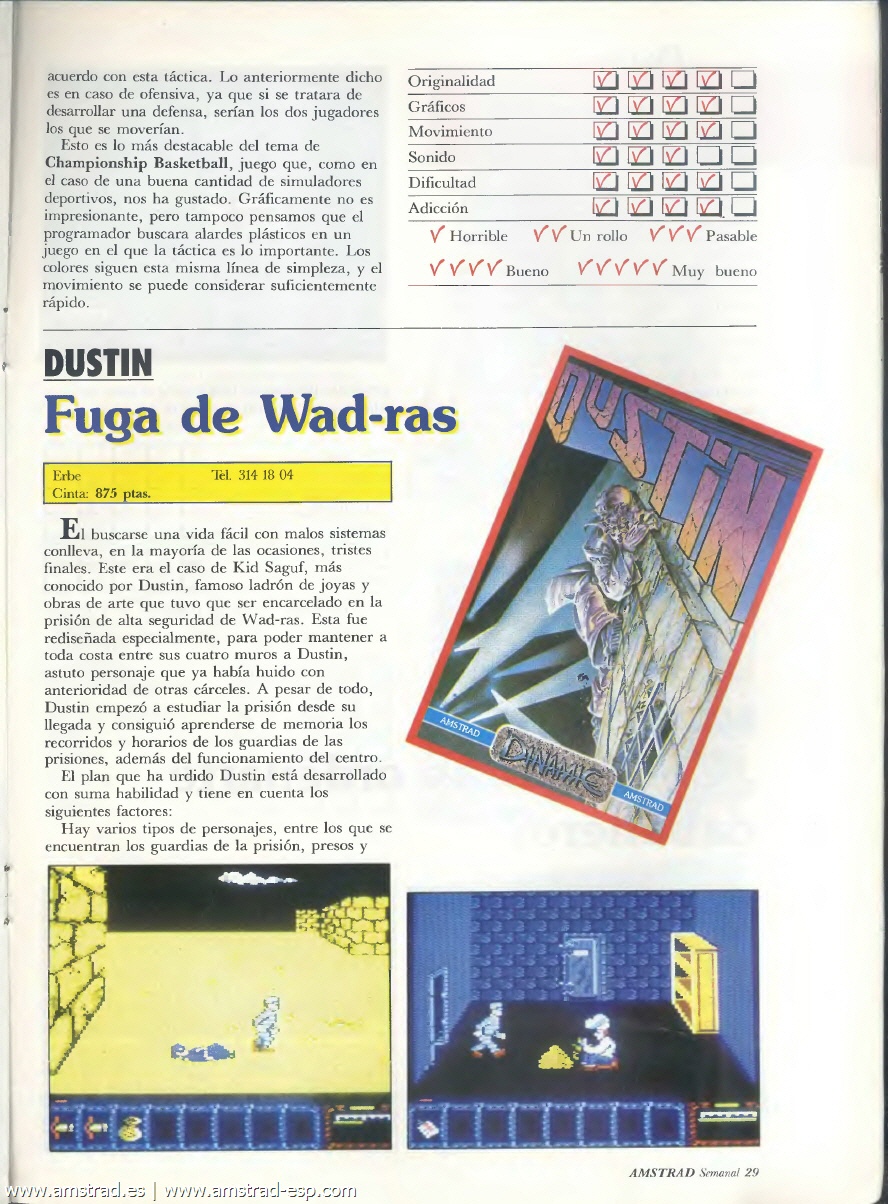 acuerdo con esta táctica. Lo anteriormente dicho
es en caso de ofensiva, ya que si se tratara de
desarrollar una defensa, serían los dos jugadores
los que se moverían.
Esto es lo más destacable del tema de
Championship Basketball, juego que, como en
el caso de una buena cantidad de simuladores
deportivos, nos ha gustado. Gráficamente no es
impresionante, pero tampoco pensamos que el
programador buscara alardes plásticos en un
juego en el que la táctica es lo importante. Los
colores siguen esta misma línea de simpleza, y el
movimiento se puede considerar suficientemente
rápido.
Originalidad
Gráficos
Movimiento
Sonido
Dificultad
Adicción
Horrible Un rollo Pasable
Bueno Muy bueno
DUSTIN
Fuga de Wad-ras
Erbe Tel. 314 18 04
Cinta: 875 ptas.
El buscarse una vida fácil con malos sistemas
conlleva, en la mayoría de las ocasiones, tristes
finales. Este era el caso de Kid Saguf, más
conocido por Dustin, famoso ladrón de joyas y
obras de arte que tuvo que ser encarcelado en la
prisión de alta seguridad de Wad-ras. Esta fue
rediseñada especialmente, para poder mantener a
toda costa entre sus cuatro muros a Dustin,
astuto personaje que ya había huido con
anterioridad de otras cárceles. A pesar de todo,
Dustin empezó a estudiar la prisión desde su
llegada y consiguió aprenderse de memoria los
recorridos y horarios de los guardias de las
prisiones, además del funcionamiento del centro.
El plan que ha urdido Dustin está desarrollado
con suma habilidad y tiene en cuenta los
siguientes factores:
Hay varios tipos de personajes, entre los que se
encuentran los guardias de la prisión, presos y
DUSTIN
AMSTRAD
DINAMIC
AMSTRAD
AMSTRAD Semanal 29
www.amstrad.es | www.amstrad-esp.com